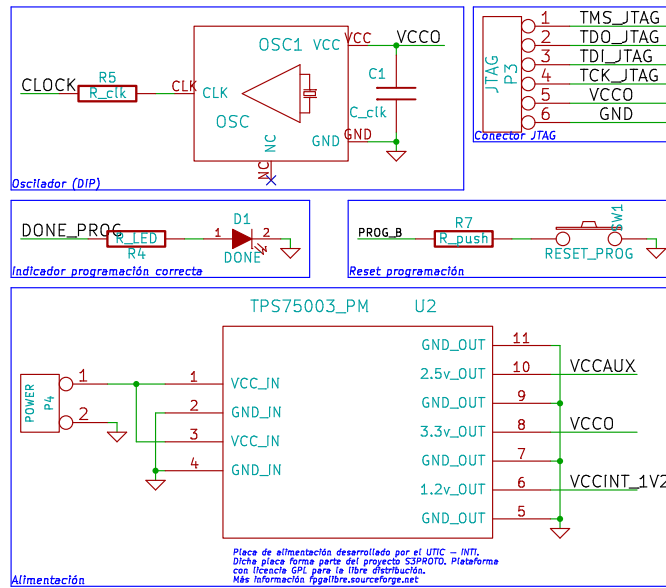 OSC1
VCC
VCC
VCCO
CLOCK
R5
R_clk
CLK
CLK
C1
C_clk
OSC
GND
GND
NC
NC
Oscilador (DIP)
JTAG
P3
1
TMS_JTAG
2
TDO_JTAG
3
TDI_JTAG
4
TCK_JTAG
5
VCCO
6
GND
Conector JTAG
DONE_PROG
R_LED
R4
1
D1
2
DONE
Indicador programación correcta
PROG_B
R7
R_push
SW1
RESET_PROG
Reset programación
TPS75003_PM
U2
POWER
P4
1
2
1
VCC_IN
2
GND_IN
3
VCC_IN
4
GND_IN
GND_OUT
11
2.5v_OUT
10
VCCAUX
GND_OUT
9
3.3v_OUT
8
VCCO
GND_OUT
7
1.2v_OUT
6
VCCINT_1V2
GND_OUT
5
Placa de alimentación desarrollado por el UTIC – INTI.
Dicha placa forma parte del proyecto S3PROTO. Plataforma
con licencia GPL para la libre distribución.
Más información fpgalibre.sourceforge.net
Alimentación